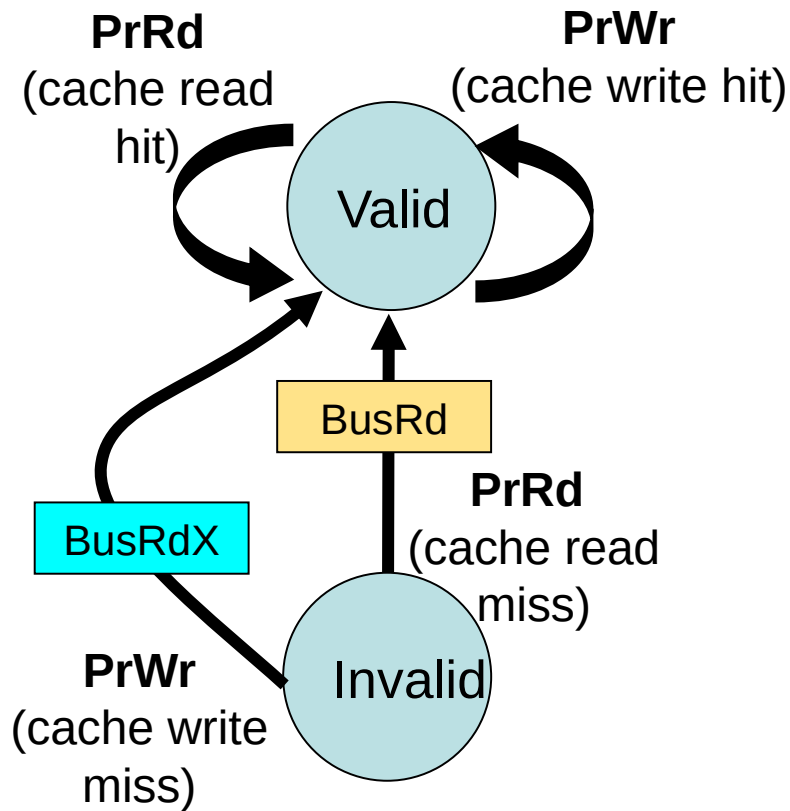 PrRd
(cache read
hit)
PrWr
(cache write hit)
Valid
BusRd
PrRd
(cache read
miss)
BusRdX
Invalid
PrWr
(cache write
miss)